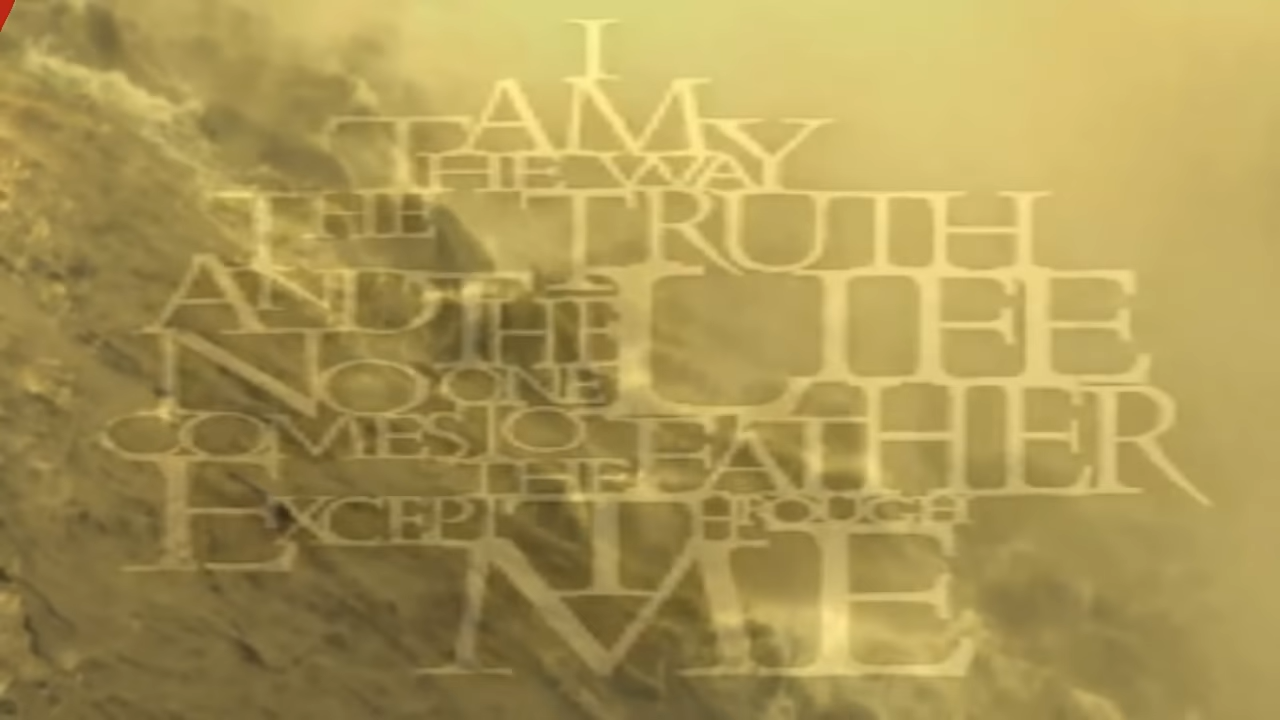 I
AM
THE WAY
THE TRUTH
AND THE LIFE
NO ONE
COMES TO
THE FATHER
EXCEPT THROUGH
ME